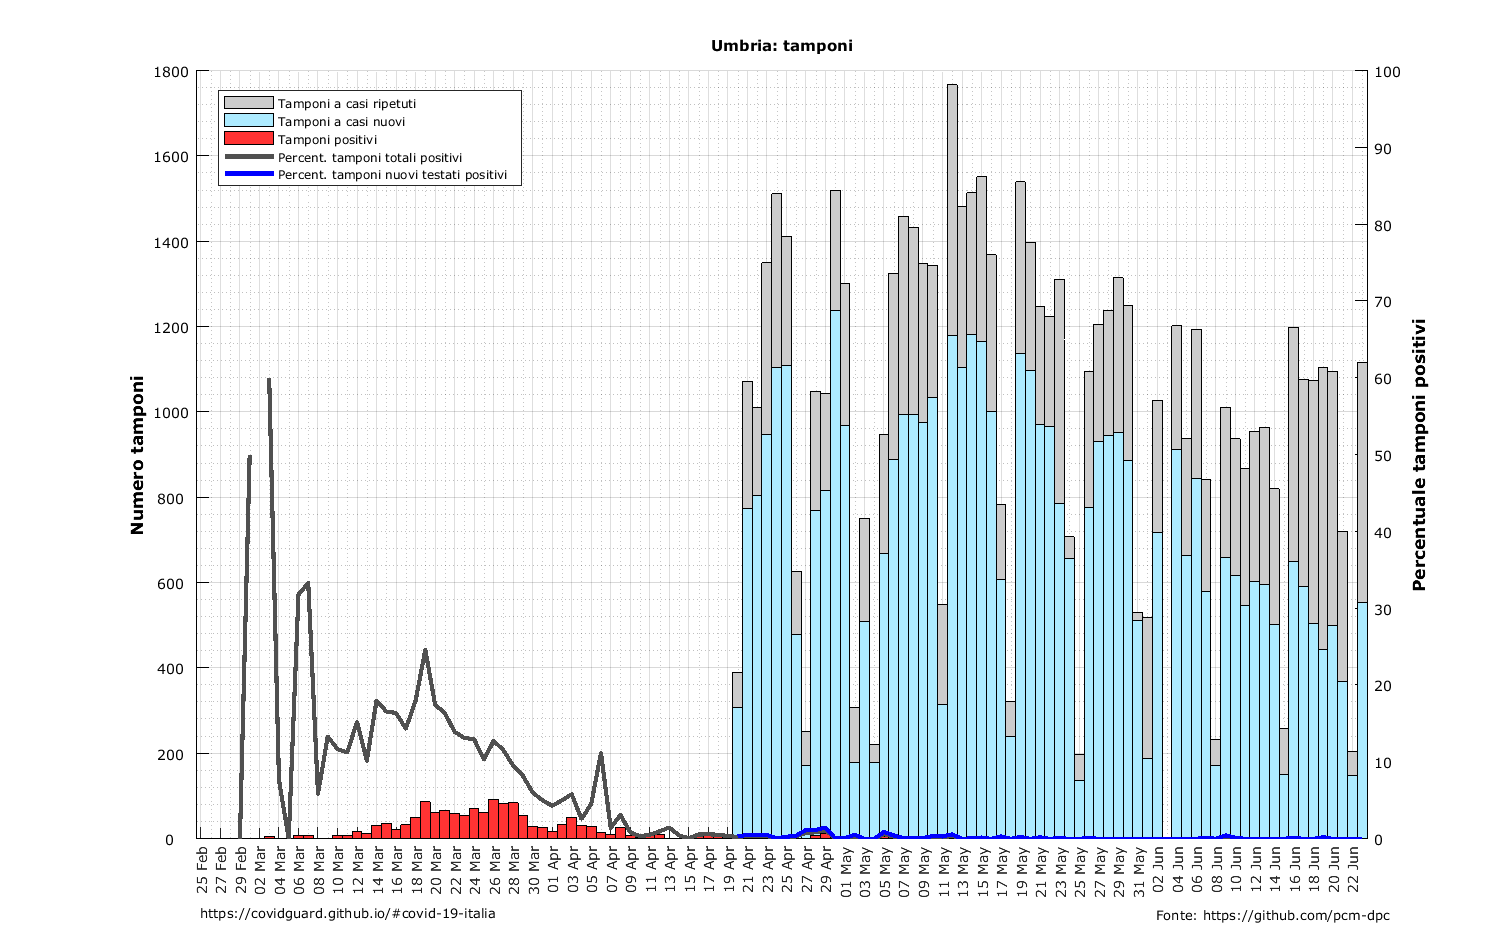 Umbria: tamponi
Tamponi a casi ripetuti
Tamponi a casi nuovi
Tamponi positivi
Percent. tamponi totali positivi
Percent. tamponi nuovi testati positivi
Numero tamponi
1800
1600
1400
1200
1000
800
600
400
200
0
Percentuale tamponi positivi
100
90
80
70
60
50
40
30
20
10
0
25 Feb
27 Feb
29 Feb
02 Mar
04 Mar
06 Mar
08 Mar
10 Mar
12 Mar
14 Mar
16 Mar
18 Mar
20 Mar
22 Mar
24 Mar
26 Mar
28 Mar
30 Mar
01 Apr
03 Apr
05 Apr
07 Apr
09 Apr
11 Apr
13 Apr
15 Apr
17 Apr
19 Apr
21 Apr
23 Apr
25 Apr
27 Apr
29 Apr
01 May
03 May
05 May
07 May
09 May
11 May
13 May
15 May
17 May
19 May
21 May
23 May
25 May
27 May
29 May
31 May
02 Jun
04 Jun
06 Jun
08 Jun
10 Jun
12 Jun
14 Jun
16 Jun
18 Jun
20 Jun
22 Jun
https://covidguard.github.io/#covid-19-italia
Fonte: https://github.com/pcm-dpc